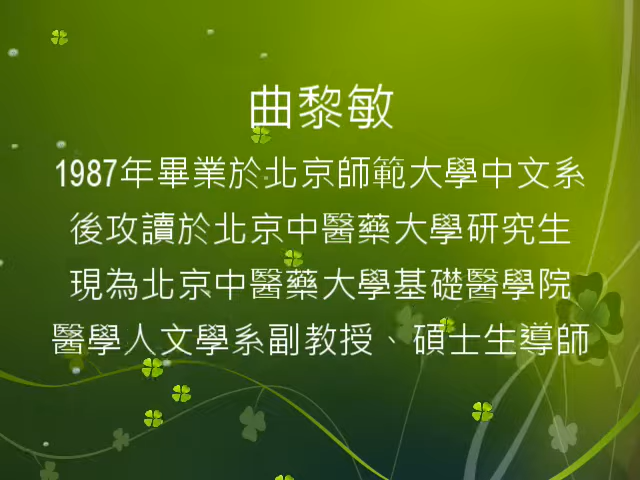 曲黎敏
1987年畢業於北京師範大學中文系
後攻讀於北京中醫藥大學研究生
現為北京中醫藥大學基礎醫學院
醫學人文學系副教授、碩士生導師